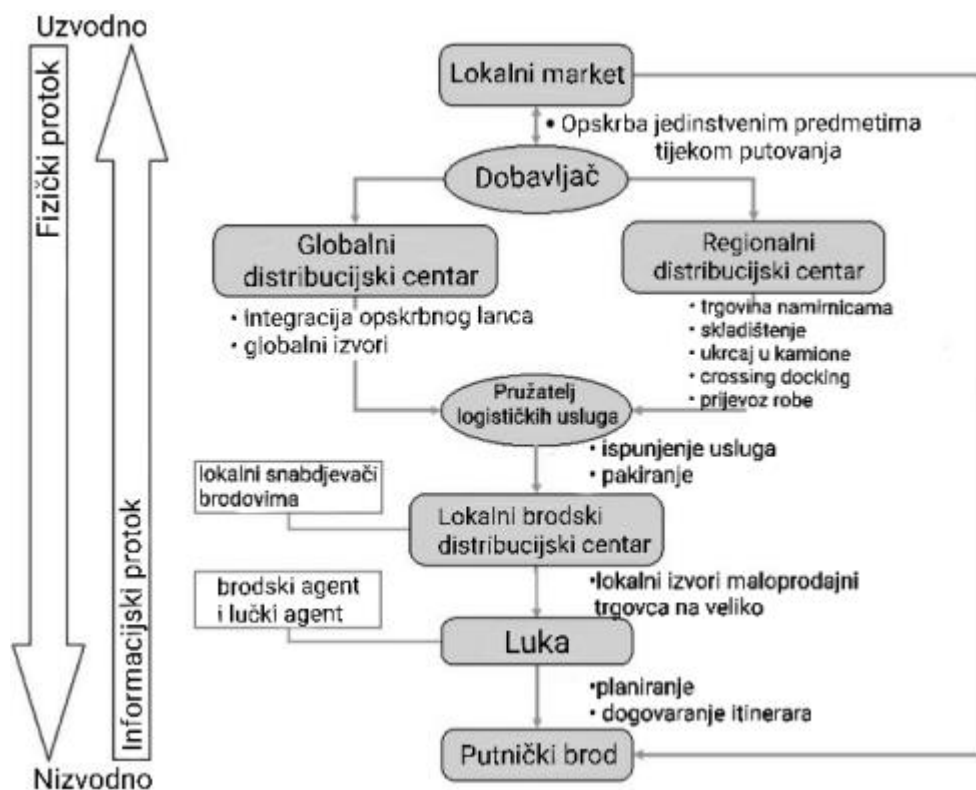 Uzvodno
Fizički protok
Informacijski protok
Nizvodno
Lokalni market
• Opskrba jedinstvenim predmetima
tijekom putovanja
Dobavljač
Globalni
distribucijski centar
• integracija opskrbnog lanca
• globalni izvori
Regionalni
distribucijski centar
• trgovina namirnicama
• skladištenje
• ukrcaj u kamione
• crossing docking
• prijevoz robe
Pružatelj
logističkih usluga
• ispunjenje usluga
• pakiranje
lokalni snabdjevači
brodovima
Lokalni brodski
distribucijski centar
•lokalni izvori maloprodajni
trgovca na veliko
brodski agent
i lučki agent
Luka
•planiranje
• dogovaranje itinerara
Putnički brod